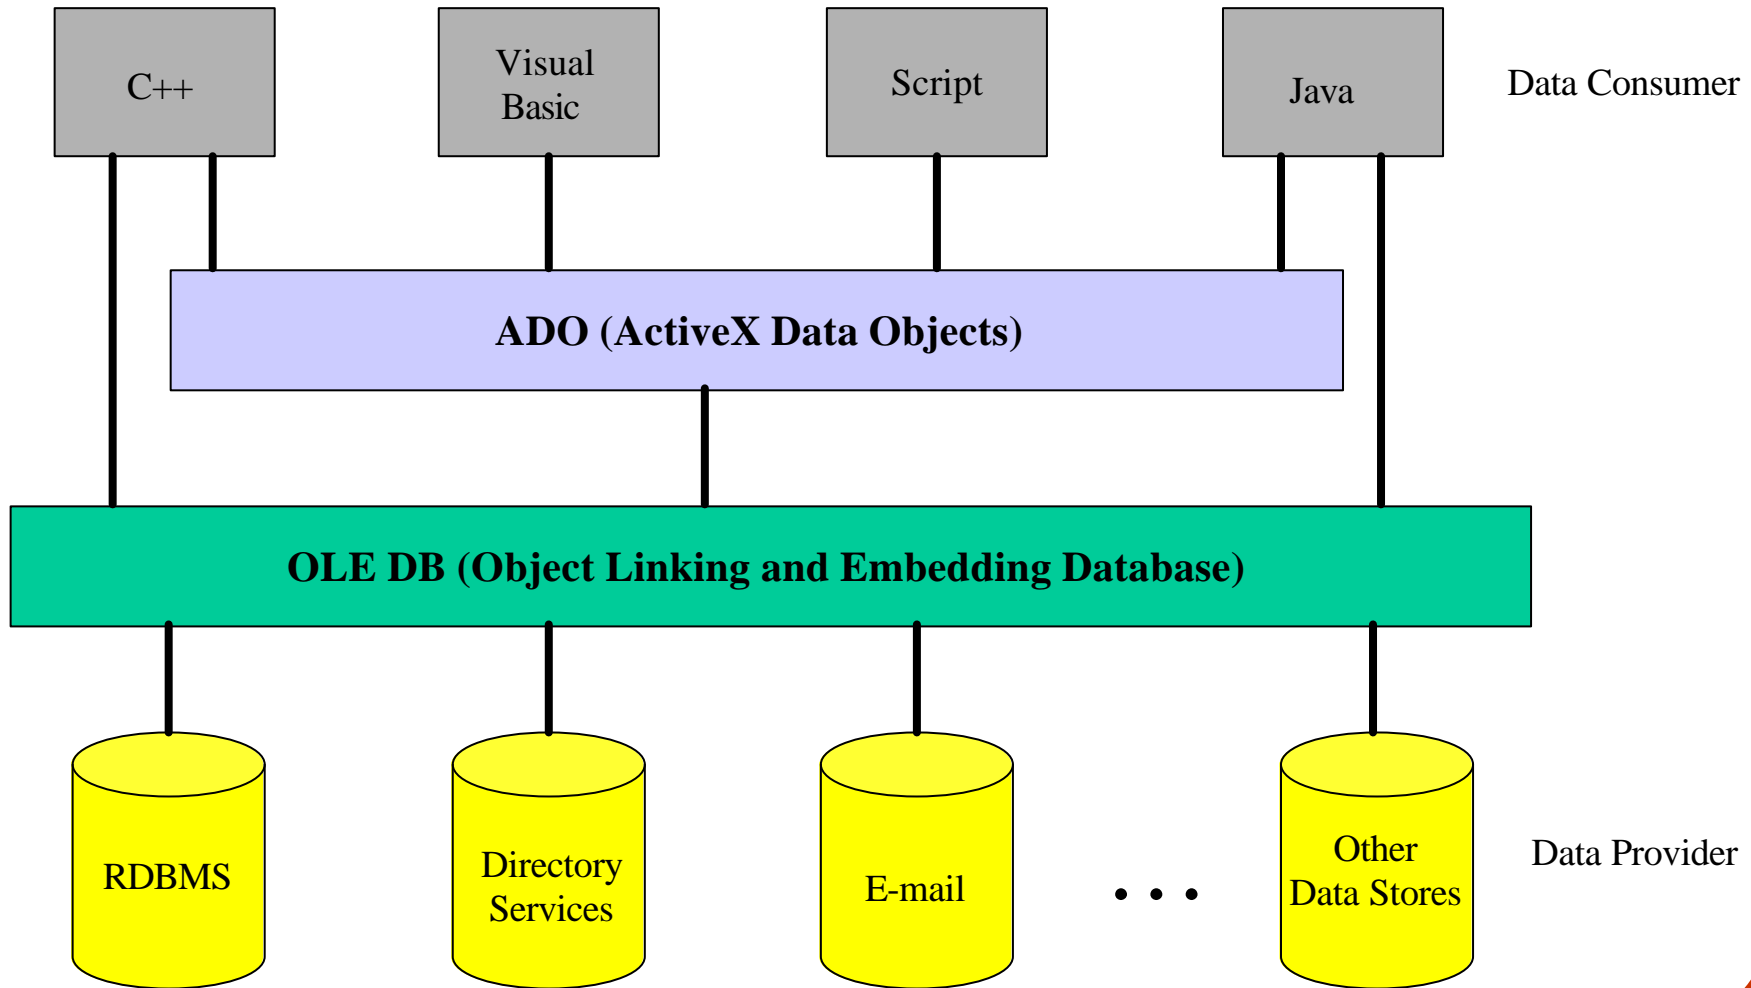 C++
Visual
Basic
Script
Java
Data Consumer
ADO (ActiveX Data Objects)
OLE DB (Object Linking and Embedding Database)
RDBMS
Directory
Services
E-mail
. . .
Other
Data Stores
Data Provider